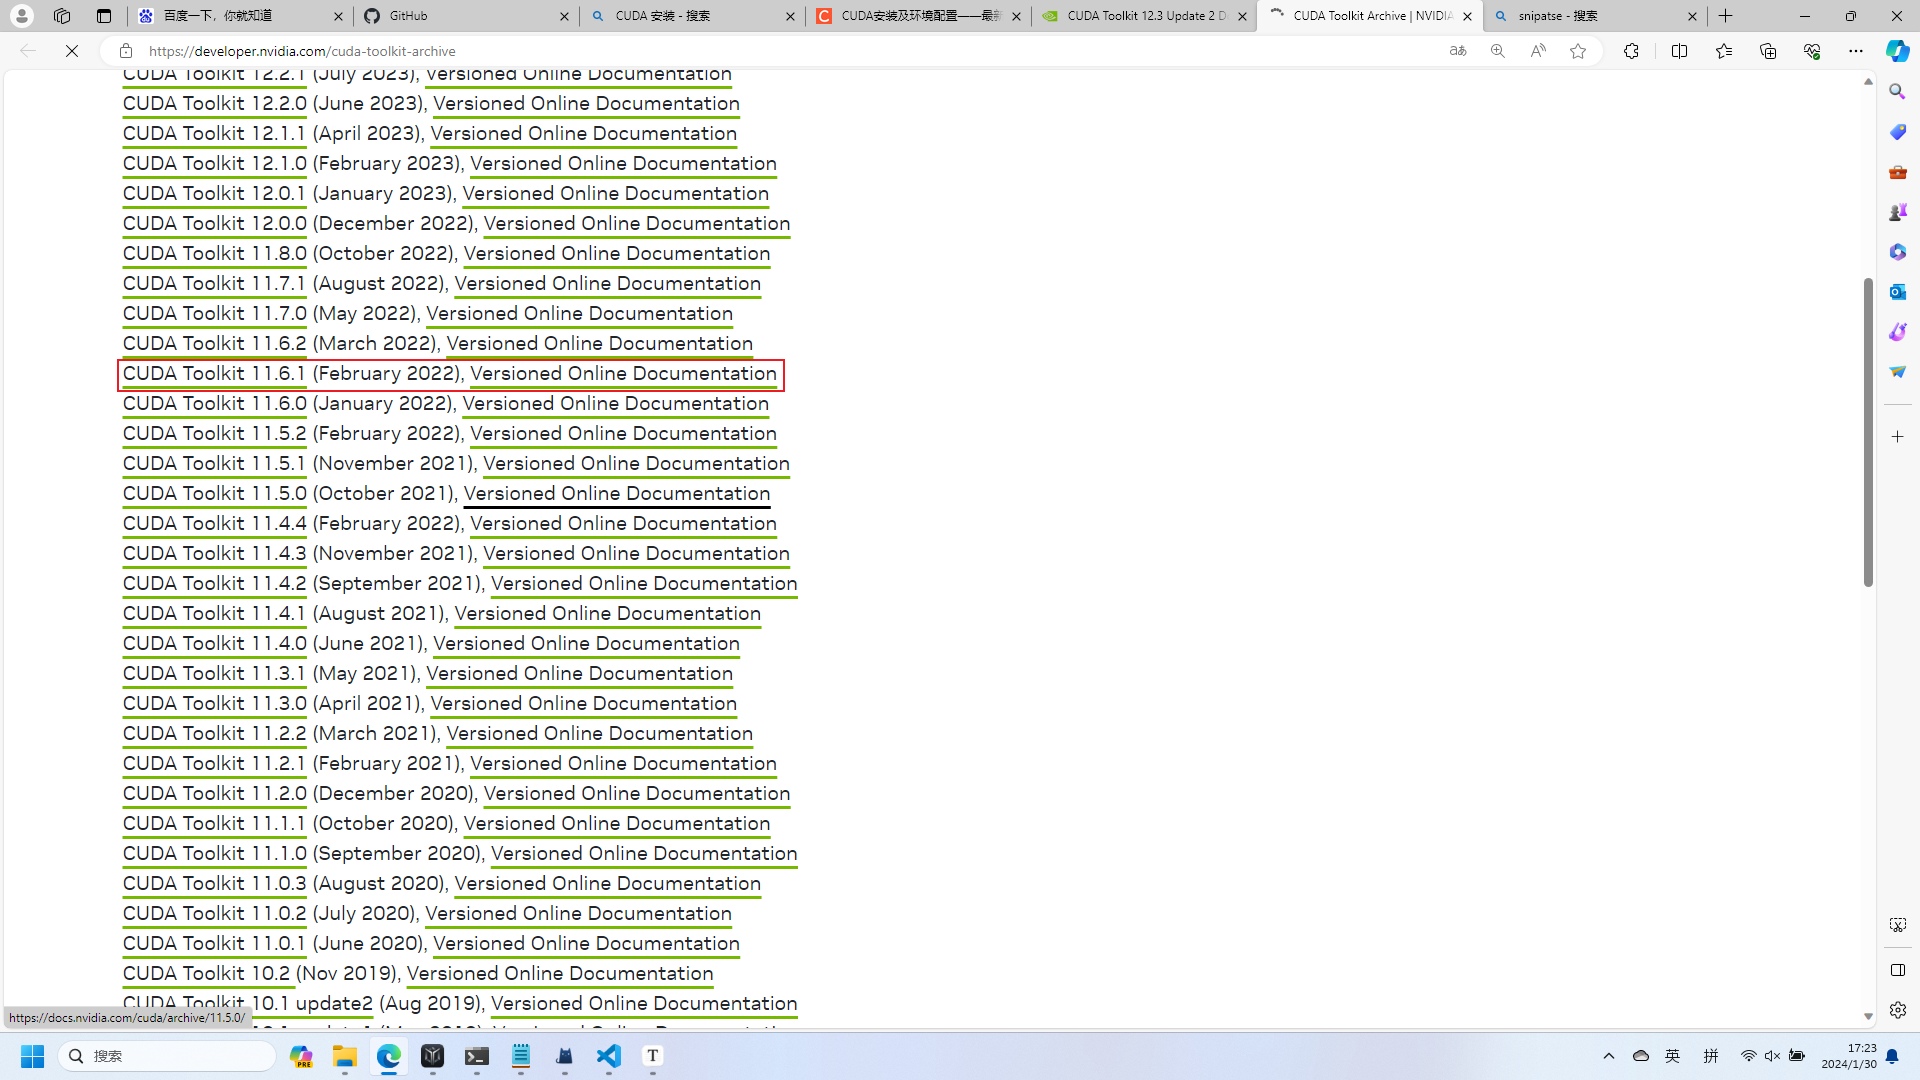 百度一下，你就知道
GitHub
CUDA 安装 - 搜索
CUDA安装及环境配置——最新
CUDA Toolkit 12.3 Update 2 D
CUDA Toolkit Archive | NVIDIA
snipatse - 搜索
https://developer.nvidia.com/cuda-toolkit-archive
CUDA Toolkit 12.2.1 (July 2023), Versioned Online Documentation
CUDA Toolkit 12.2.0 (June 2023), Versioned Online Documentation
CUDA Toolkit 12.1.1 (April 2023), Versioned Online Documentation
CUDA Toolkit 12.1.0 (February 2023), Versioned Online Documentation
CUDA Toolkit 12.0.1 (January 2023), Versioned Online Documentation
CUDA Toolkit 12.0.0 (December 2022), Versioned Online Documentation
CUDA Toolkit 11.8.0 (October 2022), Versioned Online Documentation
CUDA Toolkit 11.7.1 (August 2022), Versioned Online Documentation
CUDA Toolkit 11.7.0 (May 2022), Versioned Online Documentation
CUDA Toolkit 11.6.2 (March 2022), Versioned Online Documentation
CUDA Toolkit 11.6.1 (February 2022), Versioned Online Documentation
CUDA Toolkit 11.6.0 (January 2022), Versioned Online Documentation
CUDA Toolkit 11.5.2 (February 2022), Versioned Online Documentation
CUDA Toolkit 11.5.1 (November 2021), Versioned Online Documentation
CUDA Toolkit 11.5.0 (October 2021), Versioned Online Documentation
CUDA Toolkit 11.4.4 (February 2022), Versioned Online Documentation
CUDA Toolkit 11.4.3 (November 2021), Versioned Online Documentation
CUDA Toolkit 11.4.2 (September 2021), Versioned Online Documentation
CUDA Toolkit 11.4.1 (August 2021), Versioned Online Documentation
CUDA Toolkit 11.4.0 (June 2021), Versioned Online Documentation
CUDA Toolkit 11.3.1 (May 2021), Versioned Online Documentation
CUDA Toolkit 11.3.0 (April 2021), Versioned Online Documentation
CUDA Toolkit 11.2.2 (March 2021), Versioned Online Documentation
CUDA Toolkit 11.2.1 (February 2021), Versioned Online Documentation
CUDA Toolkit 11.2.0 (December 2020), Versioned Online Documentation
CUDA Toolkit 11.1.1 (October 2020), Versioned Online Documentation
CUDA Toolkit 11.1.0 (September 2020), Versioned Online Documentation
CUDA Toolkit 11.0.3 (August 2020), Versioned Online Documentation
CUDA Toolkit 11.0.2 (July 2020), Versioned Online Documentation
CUDA Toolkit 11.0.1 (June 2020), Versioned Online Documentation
CUDA Toolkit 10.2 (Nov 2019), Versioned Online Documentation
CUDA Toolkit 10.1 update2 (Aug 2019), Versioned Online Documentation
https://docs.nvidia.com/cuda/archive/11.5.0/
搜索
PRE
T
英
拼
17:23
2024/1/30